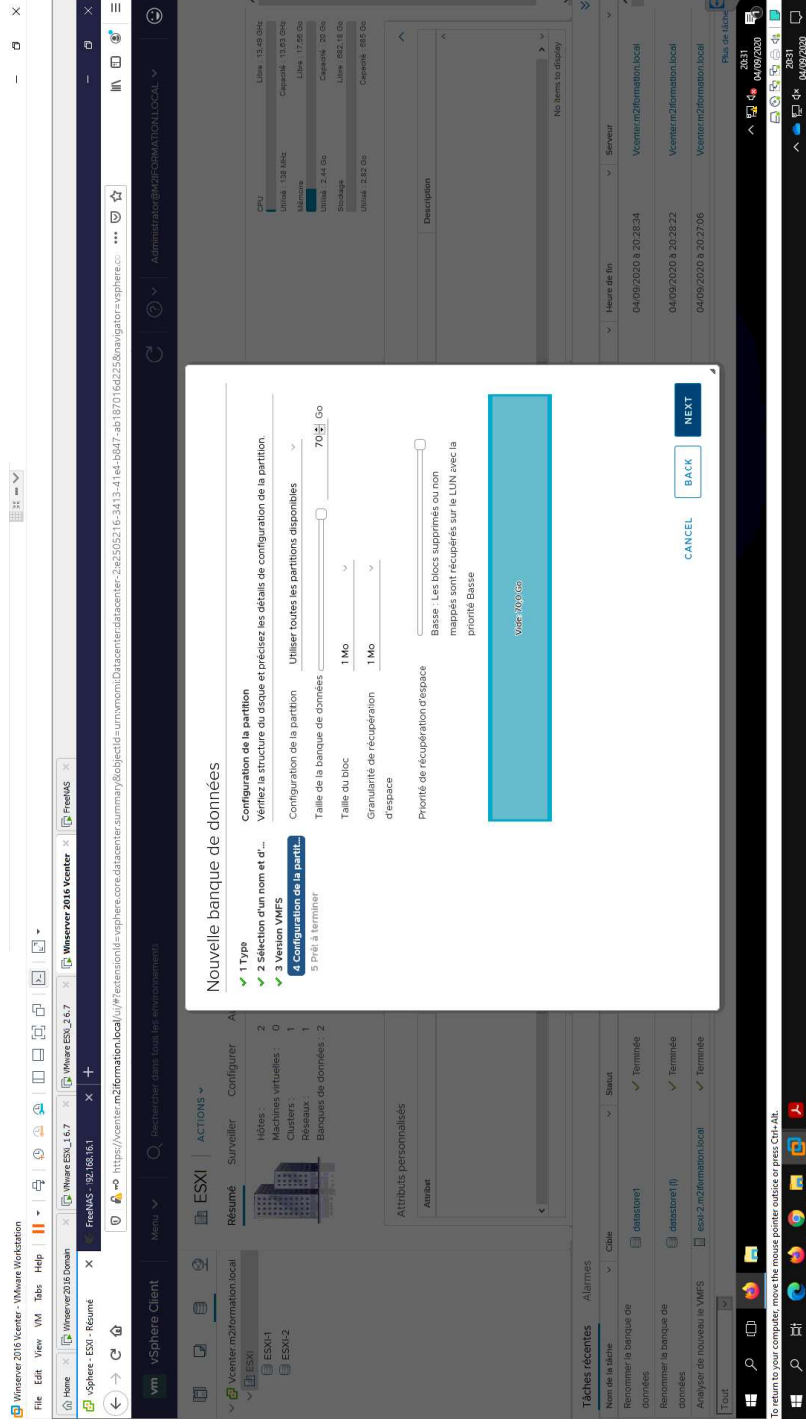 Winserver 2016 Vcenter - VMware Workstation
File Edit View VM Tabs Help
Home
Winserver2016 Domain
VMware ESXi_1 6.7
VMware ESXi_2 6.7
Winserver 2016 Vcenter
FreeNAS
vSphere - ESXI - Résumé
FreeNAS - 192.168.16.1
https://vcenter.m2iformation.local/ui/#?extensionId=vsphere.core.datacenter.summary&objectId=urn:vmomi:Datacenter:datacenter-2:e2505216-3413-41e4-b847-ab187016d225&navigator=vsphere.co
vm vSphere Client
Menu
Rechercher dans tous les environnements
Administrator@M2IFORMATION.LOCAL
Vcenter.m2iformation.local
ESXI
ESXI-1
ESXI-2
ESXI
ACTIONS
Résumé
Surveiller
Configurer
Hôtes : 2
Machines virtuelles : 0
Clusters : 1
Réseaux : 1
Banques de données : 2
CPU
Libre : 13,49 GHz
Utilisé : 138 MHz
Capacité : 13,63 GHz
Mémoire
Libre : 17,56 Go
Utilisé : 2,44 Go
Capacité : 20 Go
Stockage
Libre : 682,18 Go
Utilisé : 2,82 Go
Capacité : 685 Go
Attributs personnalisés
Attribut
Description
No items to display
Nouvelle banque de données
1 Type
2 Sélection d'un nom et d'...
3 Version VMFS
4 Configuration de la partit...
5 Prêt à terminer
Configuration de la partition
Vérifiez la structure du disque et précisez les détails de configuration de la partition.
Configuration de la partition
Utiliser toutes les partitions disponibles
Taille de la banque de données
70 Go
Taille du bloc
1 Mo
Granularité de récupération
d'espace
1 Mo
Priorité de récupération d'espace
Basse : Les blocs supprimés ou non
mappés sont récupérés sur le LUN avec la
priorité Basse
Vide :70,0 Go
CANCEL
BACK
NEXT
Tâches récentes
Alarmes
Nom de la tâche
Cible
Statut
Heure de fin
Serveur
Renommer la banque de
données
datastore1
Terminée
04/09/2020 à 20:28:34
Vcenter.m2iformation.local
Renommer la banque de
données
datastore1 (1)
Terminée
04/09/2020 à 20:28:22
Vcenter.m2iformation.local
Analyser de nouveau le VMFS
esxi-2.m2iformation.local
Terminée
04/09/2020 à 20:27:06
Vcenter.m2iformation.local
Tout
Plus de tâche
20:31
04/09/2020
To return to your computer, move the mouse pointer outside or press Ctrl+Alt.
20:31
04/09/2020